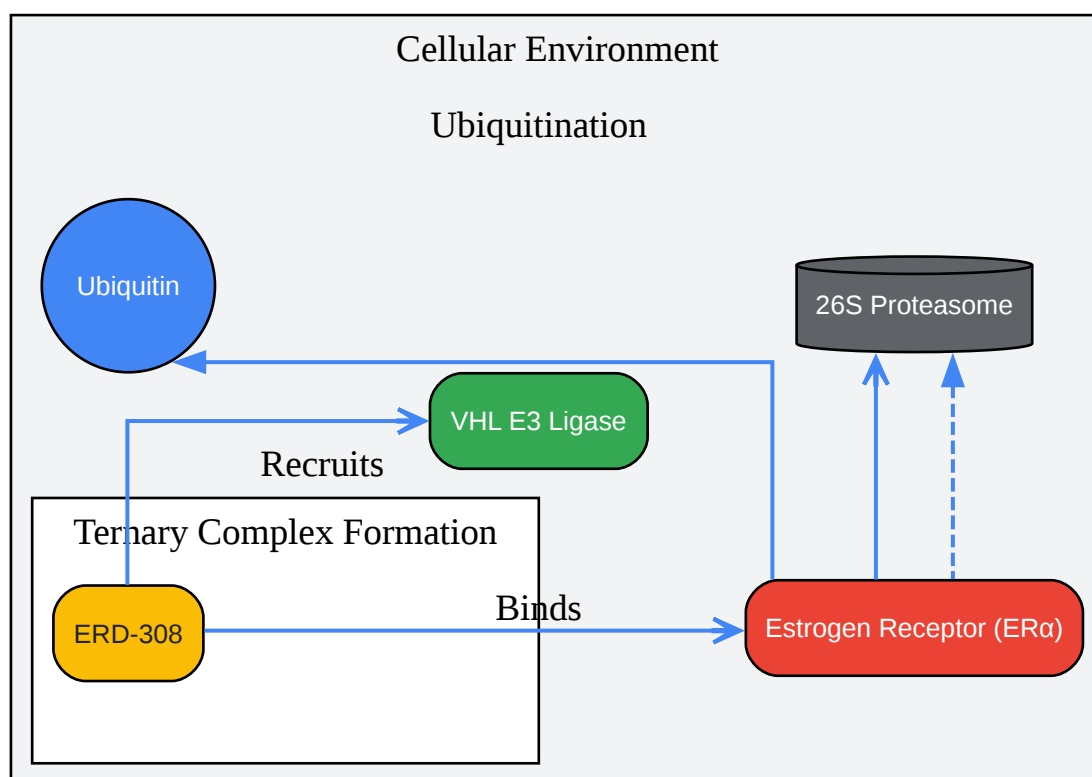 Cellular Environment
Ubiquitination
Ubiquitin
26S Proteasome
VHL E3 Ligase
Recruits
Ternary Complex Formation
Binds
ERD-308
Estrogen Receptor (ERα)